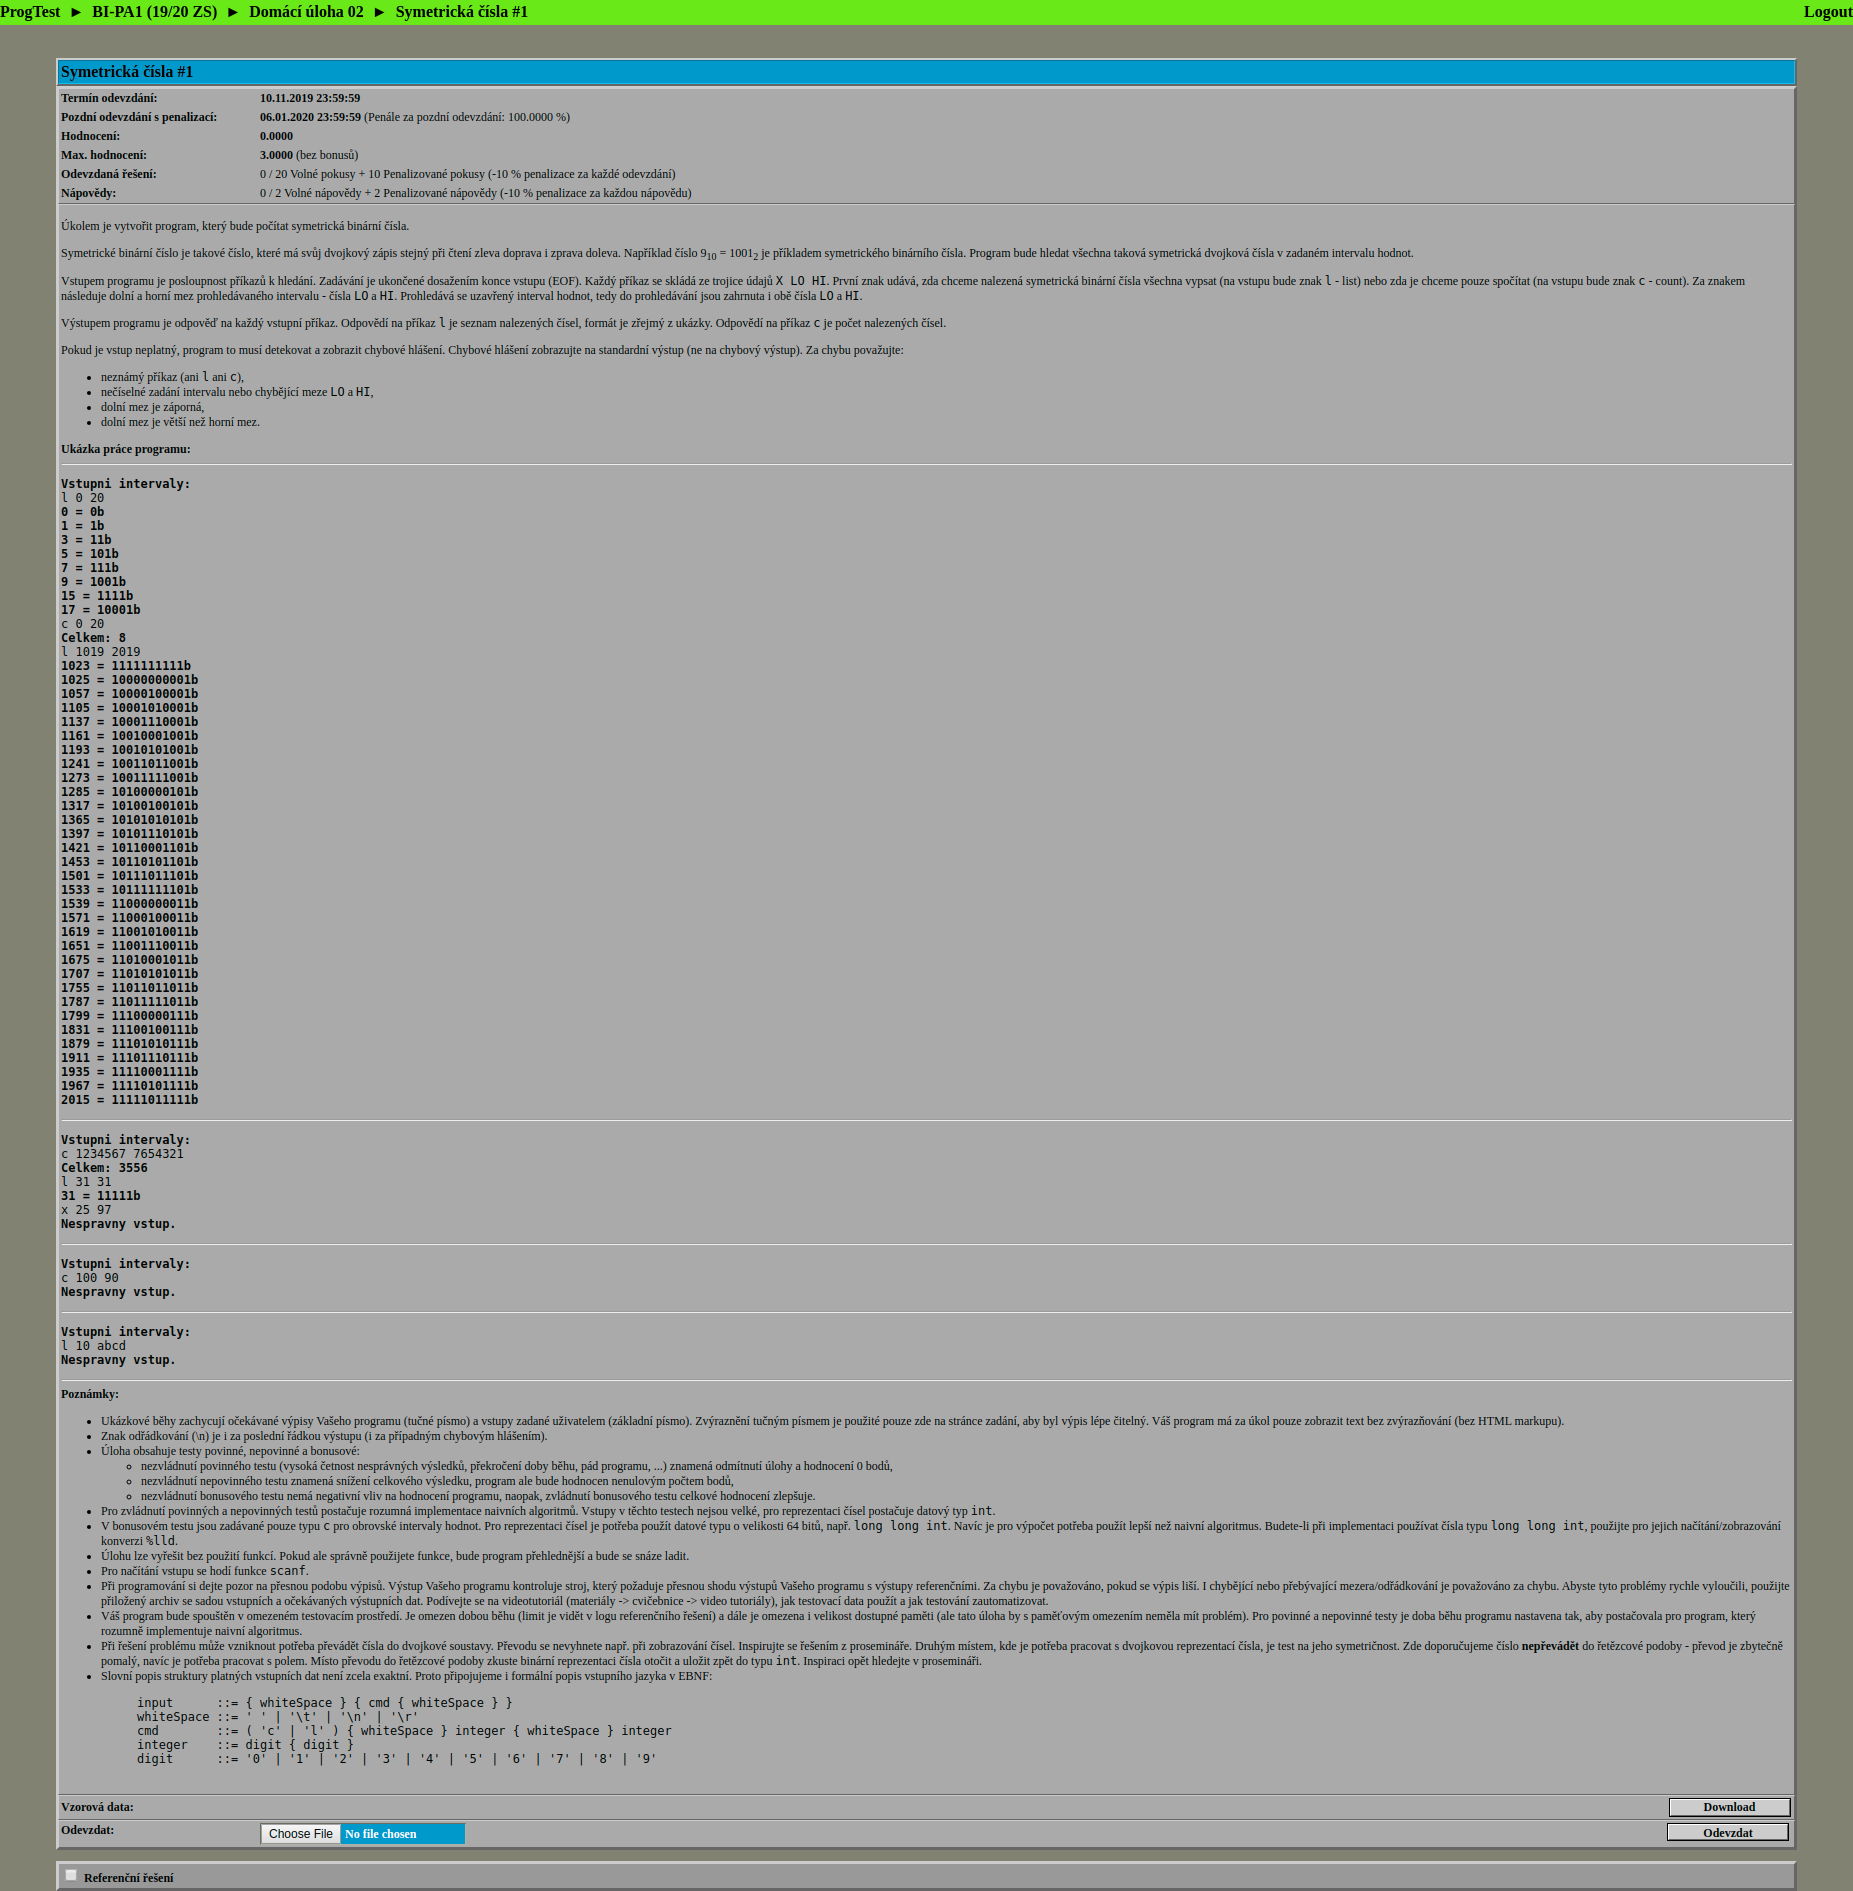 ProgTest ► BI-PA1 (19/20 ZS) ► Domácí úloha 02 ► Symetrická čísla #1 Logout
Symetrická čísla #1
Termín odevzdání: 10.11.2019 23:59:59
Pozdní odevzdání s penalizací: 06.01.2020 23:59:59 (Penále za pozdní odevzdání: 100.0000 %)
Hodnocení: 0.0000
Max. hodnocení: 3.0000 (bez bonusů)
Odevzdaná řešení: 0 / 20 Volné pokusy + 10 Penalizované pokusy (-10 % penalizace za každé odevzdání)
Nápovědy: 0 / 2 Volné nápovědy + 2 Penalizované nápovědy (-10 % penalizace za každou nápovědu)
Úkolem je vytvořit program, který bude počítat symetrická binární čísla.
Symetrické binární číslo je takové číslo, které má svůj dvojkový zápis stejný při čtení zleva doprava i zprava doleva. Například číslo 9₁₀ = 1001₂ je příkladem symetrického binárního čísla. Program bude hledat všechna taková symetrická dvojková čísla v zadaném intervalu hodnot.
Vstupem programu je posloupnost příkazů k hledání. Zadávání je ukončené dosažením konce vstupu (EOF). Každý příkaz se skládá ze trojice údajů X LO HI. První znak udává, zda chceme nalezená symetrická binární čísla všechna vypsat (na vstupu bude znak l - list) nebo zda je chceme pouze spočítat (na vstupu bude znak c - count). Za znakem
následuje dolní a horní mez prohledávaného intervalu - čísla LO a HI. Prohledává se uzavřený interval hodnot, tedy do prohledávání jsou zahrnuta i obě čísla LO a HI.
Výstupem programu je odpověď na každý vstupní příkaz. Odpovědí na příkaz l je seznam nalezených čísel, formát je zřejmý z ukázky. Odpovědí na příkaz c je počet nalezených čísel.
Pokud je vstup neplatný, program to musí detekovat a zobrazit chybové hlášení. Chybové hlášení zobrazujte na standardní výstup (ne na chybový výstup). Za chybu považujte:
• neznámý příkaz (ani l ani c),
• nečíselné zadání intervalu nebo chybějící meze LO a HI,
• dolní mez je záporná,
• dolní mez je větší než horní mez.
Ukázka práce programu:
Vstupni intervaly:
l 0 20
0 = 0b
1 = 1b
3 = 11b
5 = 101b
7 = 111b
9 = 1001b
15 = 1111b
17 = 10001b
c 0 20
Celkem: 8
l 1019 2019
1023 = 1111111111b
1025 = 10000000001b
1057 = 10000100001b
1105 = 10001010001b
1137 = 10001110001b
1161 = 10010001001b
1193 = 10010101001b
1241 = 10011011001b
1273 = 10011111001b
1285 = 10100000101b
1317 = 10100100101b
1365 = 10101010101b
1397 = 10101110101b
1421 = 10110001101b
1453 = 10110101101b
1501 = 10111011101b
1533 = 10111111101b
1539 = 11000000011b
1571 = 11000100011b
1619 = 11001010011b
1651 = 11001110011b
1675 = 11010001011b
1707 = 11010101011b
1755 = 11011011011b
1787 = 11011111011b
1799 = 11100000111b
1831 = 11100100111b
1879 = 11101010111b
1911 = 11101110111b
1935 = 11110001111b
1967 = 11110101111b
2015 = 11111011111b
Vstupni intervaly:
c 1234567 7654321
Celkem: 3556
l 31 31
31 = 11111b
x 25 97
Nespravny vstup.
Vstupni intervaly:
c 100 90
Nespravny vstup.
Vstupni intervaly:
l 10 abcd
Nespravny vstup.
Poznámky:
• Ukázkové běhy zachycují očekávané výpisy Vašeho programu (tučné písmo) a vstupy zadané uživatelem (základní písmo). Zvýraznění tučným písmem je použité pouze zde na stránce zadání, aby byl výpis lépe čitelný. Váš program má za úkol pouze zobrazit text bez zvýrazňování (bez HTML markupu).
• Znak odřádkování (\n) je i za poslední řádkou výstupu (i za případným chybovým hlášením).
• Úloha obsahuje testy povinné, nepovinné a bonusové:
◦ nezvládnutí povinného testu (vysoká četnost nesprávných výsledků, překročení doby běhu, pád programu, ...) znamená odmítnutí úlohy a hodnocení 0 bodů,
◦ nezvládnutí nepovinného testu znamená snížení celkového výsledku, program ale bude hodnocen nenulovým počtem bodů,
◦ nezvládnutí bonusového testu nemá negativní vliv na hodnocení programu, naopak, zvládnutí bonusového testu celkové hodnocení zlepšuje.
• Pro zvládnutí povinných a nepovinných testů postačuje rozumná implementace naivních algoritmů. Vstupy v těchto testech nejsou velké, pro reprezentaci čísel postačuje datový typ int.
• V bonusovém testu jsou zadávané pouze typu c pro obrovské intervaly hodnot. Pro reprezentaci čísel je potřeba použít datové typu o velikosti 64 bitů, např. long long int. Navíc je pro výpočet potřeba použít lepší než naivní algoritmus. Budete-li při implementaci používat čísla typu long long int, použijte pro jejich načítání/zobrazování
konverzi %lld.
• Úlohu lze vyřešit bez použití funkcí. Pokud ale správně použijete funkce, bude program přehlednější a bude se snáze ladit.
• Pro načítání vstupu se hodí funkce scanf.
• Při programování si dejte pozor na přesnou podobu výpisů. Výstup Vašeho programu kontroluje stroj, který požaduje přesnou shodu výstupů Vašeho programu s výstupy referenčními. Za chybu je považováno, pokud se výpis liší. I chybějící nebo přebývající mezera/odřádkování je považováno za chybu. Abyste tyto problémy rychle vyloučili, použijte
přiložený archiv se sadou vstupních a očekávaných výstupních dat. Podívejte se na videotutoriál (materiály -> cvičebnice -> video tutoriály), jak testovací data použít a jak testování zautomatizovat.
• Váš program bude spouštěn v omezeném testovacím prostředí. Je omezen dobou běhu (limit je vidět v logu referenčního řešení) a dále je omezena i velikost dostupné paměti (ale tato úloha by s paměťovým omezením neměla mít problém). Pro povinné a nepovinné testy je doba běhu programu nastavena tak, aby postačovala pro program, který
rozumně implementuje naivní algoritmus.
• Při řešení problému může vzniknout potřeba převádět čísla do dvojkové soustavy. Převodu se nevyhnete např. při zobrazování čísel. Inspirujte se řešením z prosemináře. Druhým místem, kde je potřeba pracovat s dvojkovou reprezentací čísla, je test na jeho symetričnost. Zde doporučujeme číslo nepřevádět do řetězcové podoby - převod je zbytečně
pomalý, navíc je potřeba pracovat s polem. Místo převodu do řetězcové podoby zkuste binární reprezentaci čísla otočit a uložit zpět do typu int. Inspiraci opět hledejte v prosemináři.
• Slovní popis struktury platných vstupních dat není zcela exaktní. Proto připojujeme i formální popis vstupního jazyka v EBNF:
input ::= { whiteSpace } { cmd { whiteSpace } }
whiteSpace ::= ' ' | '\t' | '\n' | '\r'
cmd ::= ( 'c' | 'l' ) { whiteSpace } integer { whiteSpace } integer
integer ::= digit { digit }
digit ::= '0' | '1' | '2' | '3' | '4' | '5' | '6' | '7' | '8' | '9'
Vzorová data: Download
Odevzdat: Choose File No file chosen Odevzdat
Referenční řešení